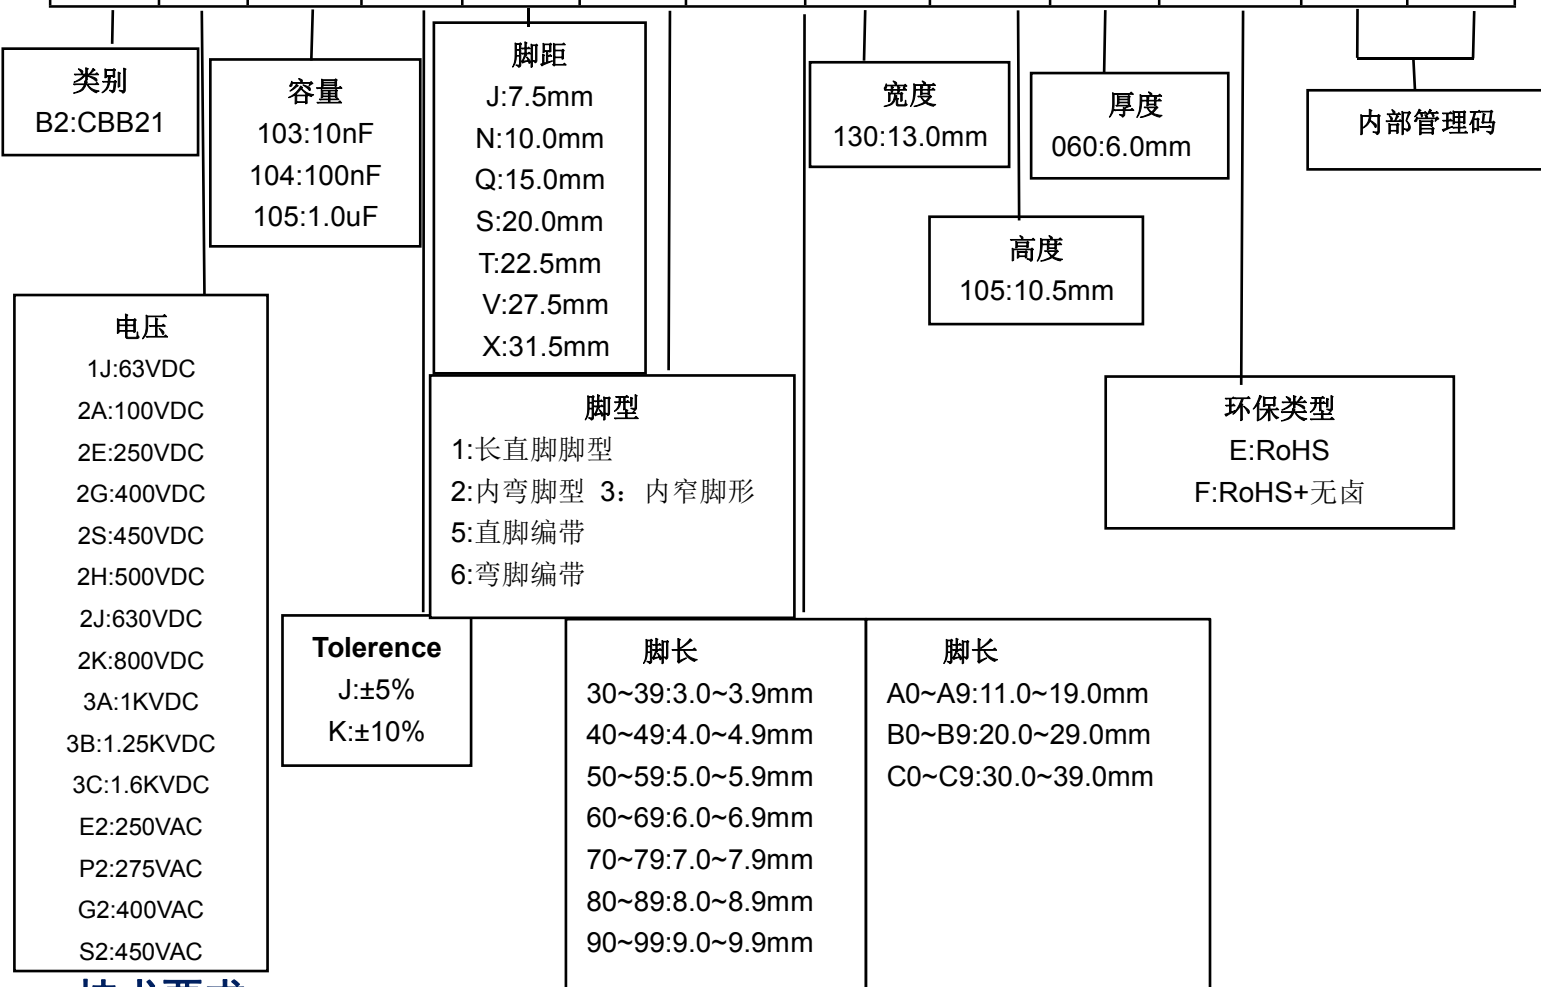 类别
B2:CBB21
容量
103:10nF
104:100nF
105:1.0uF
脚距
J:7.5mm
N:10.0mm
Q:15.0mm
S:20.0mm
T:22.5mm
V:27.5mm
X:31.5mm
宽度
130:13.0mm
厚度
060:6.0mm
内部管理码
高度
105:10.5mm
电压
1J:63VDC
2A:100VDC
2E:250VDC
2G:400VDC
2S:450VDC
2H:500VDC
2J:630VDC
2K:800VDC
3A:1KVDC
3B:1.25KVDC
3C:1.6KVDC
E2:250VAC
P2:275VAC
G2:400VAC
S2:450VAC
脚型
1:长直脚脚型
2:内弯脚型 3：内窄脚形
5:直脚编带
6:弯脚编带
环保类型
E:RoHS
F:RoHS+无卤
Tolerence
J:±5%
K:±10%
脚长
30~39:3.0~3.9mm
40~49:4.0~4.9mm
50~59:5.0~5.9mm
60~69:6.0~6.9mm
70~79:7.0~7.9mm
80~89:8.0~8.9mm
90~99:9.0~9.9mm
脚长
A0~A9:11.0~19.0mm
B0~B9:20.0~29.0mm
C0~C9:30.0~39.0mm
技术要求